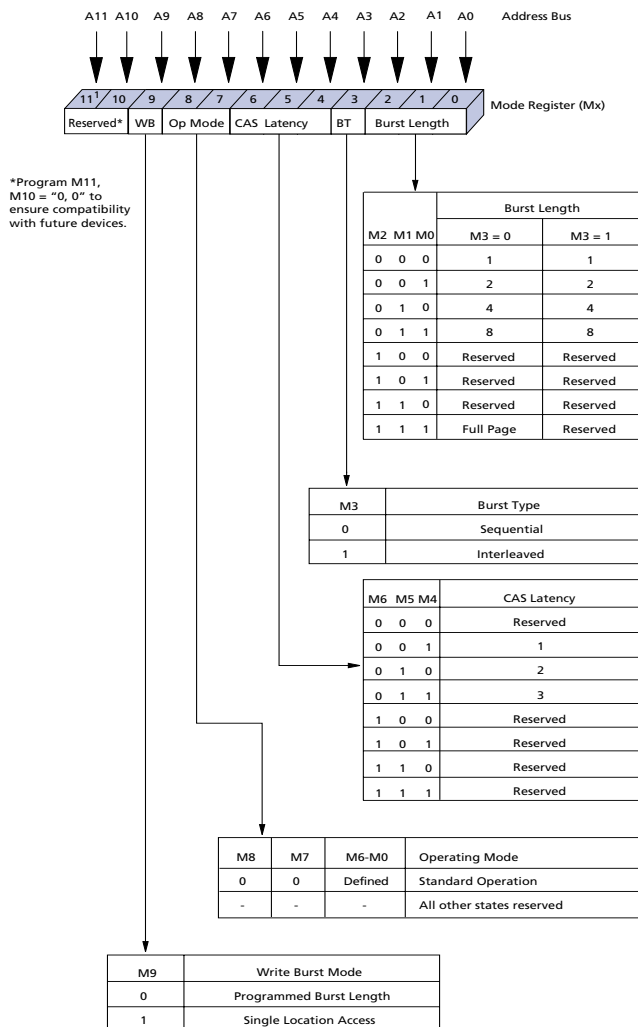 A11 A10 A9 A8 A7 A6 A5 A4 A3 A2 A1 A0 Address Bus
11¹ 10 9 8 7 6 5 4 3 2 1 0 Mode Register (Mx)
Reserved* WB Op Mode CAS Latency BT Burst Length
*Program M11,
M10 = “0, 0” to
ensure compatibility
with future devices.
Burst Length
M2 M1 M0 M3 = 0 M3 = 1
0 0 0 1 1
0 0 1 2 2
0 1 0 4 4
0 1 1 8 8
1 0 0 Reserved Reserved
1 0 1 Reserved Reserved
1 1 0 Reserved Reserved
1 1 1 Full Page Reserved
M3 Burst Type
0 Sequential
1 Interleaved
M6 M5 M4 CAS Latency
0 0 0 Reserved
0 0 1 1
0 1 0 2
0 1 1 3
1 0 0 Reserved
1 0 1 Reserved
1 1 0 Reserved
1 1 1 Reserved
M8 M7 M6-M0 Operating Mode
0 0 Defined Standard Operation
- - - All other states reserved
M9 Write Burst Mode
0 Programmed Burst Length
1 Single Location Access